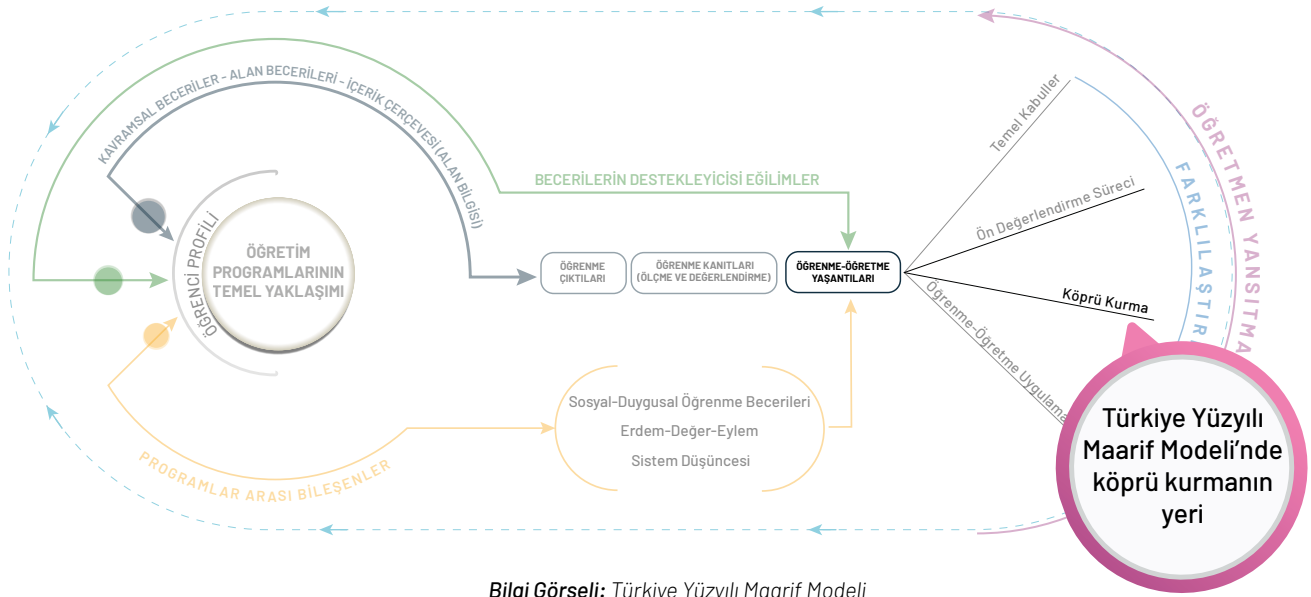 KAVRAMSAL BECERİLER - ALAN BECERİLERİ - İÇERİK ÇERÇEVESİ (ALAN BİLGİSİ)
BECERİLERİN DESTEKLEYİCİSİ EĞİLİMLER
ÖĞRENCİ PROFİLİ
ÖĞRETİM
PROGRAMLARININ
TEMEL YAKLAŞIMI
ÖĞRENME
ÇIKTILARI
ÖĞRENME KANITLARI
(ÖLÇME VE DEĞERLENDİRME)
ÖĞRENME-ÖĞRETME
YAŞANTILARI
Temel Kabuller
Ön Değerlendirme Süreci
Köprü Kurma
Öğrenme-Öğretme Uygulama
FARKLILAŞTIR
ÖĞRETMEN YANSITMA
PROGRAMLAR ARASI BİLEŞENLER
Sosyal-Duygusal Öğrenme Becerileri
Erdem-Değer-Eylem
Sistem Düşüncesi
Türkiye Yüzyılı
Maarif Modeli'nde
köprü kurmanın
yeri
Bilgi Görseli: Türkiye Yüzyılı Maarif Modeli